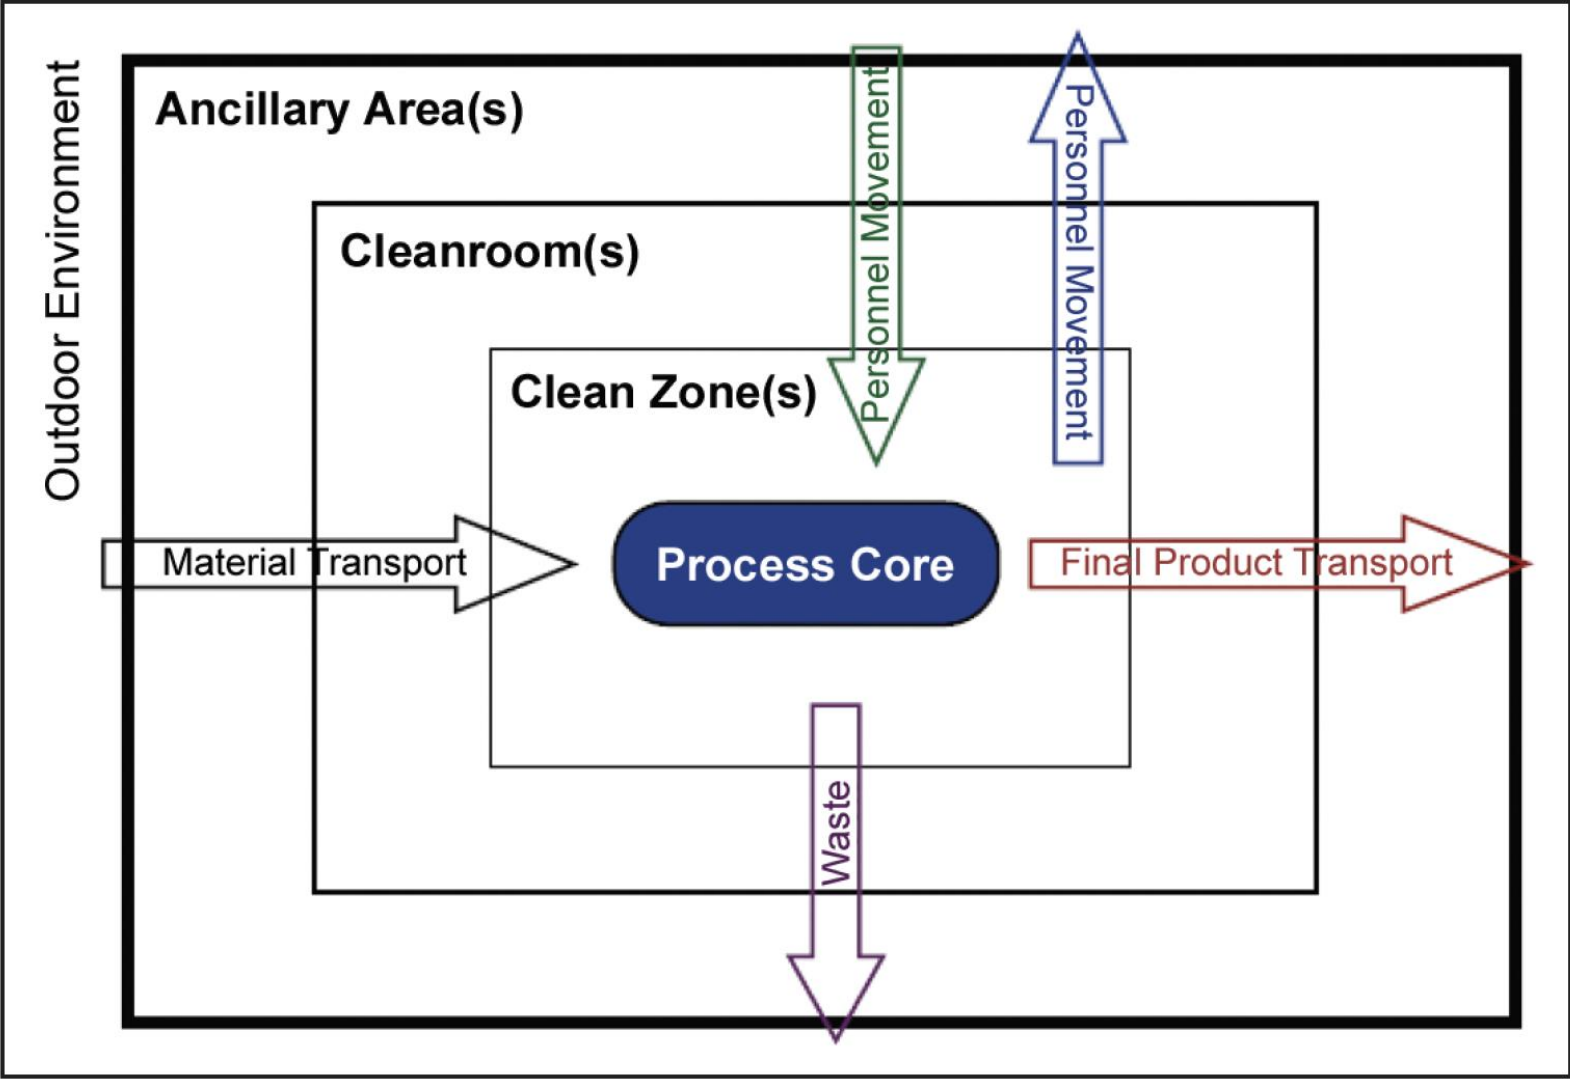 Outdoor Environment
Ancillary Area(s)
Personnel Movement
Personnel Movement
Cleanroom(s)
Clean Zone(s)
Material Transport
Process Core
Final Product Transport
Waste